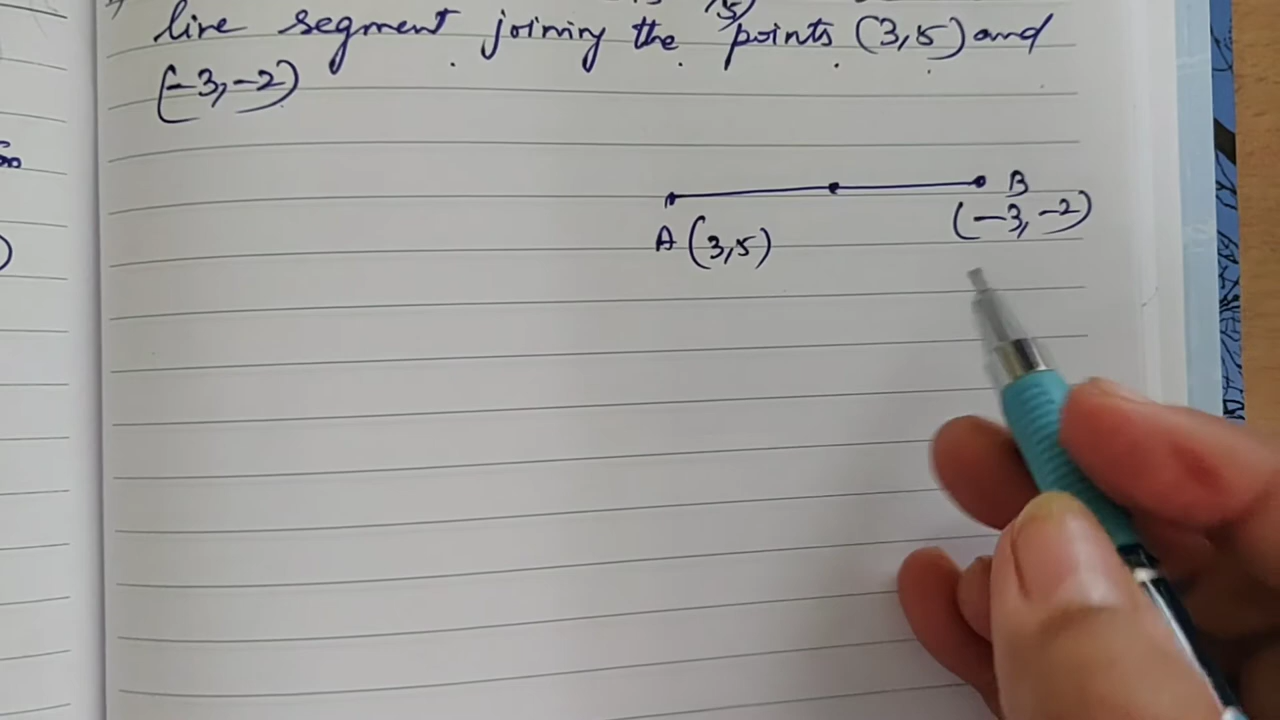 line segment joining the points (3,5) and
(-3,-2)
B
(-3,-2)
A (3,5)